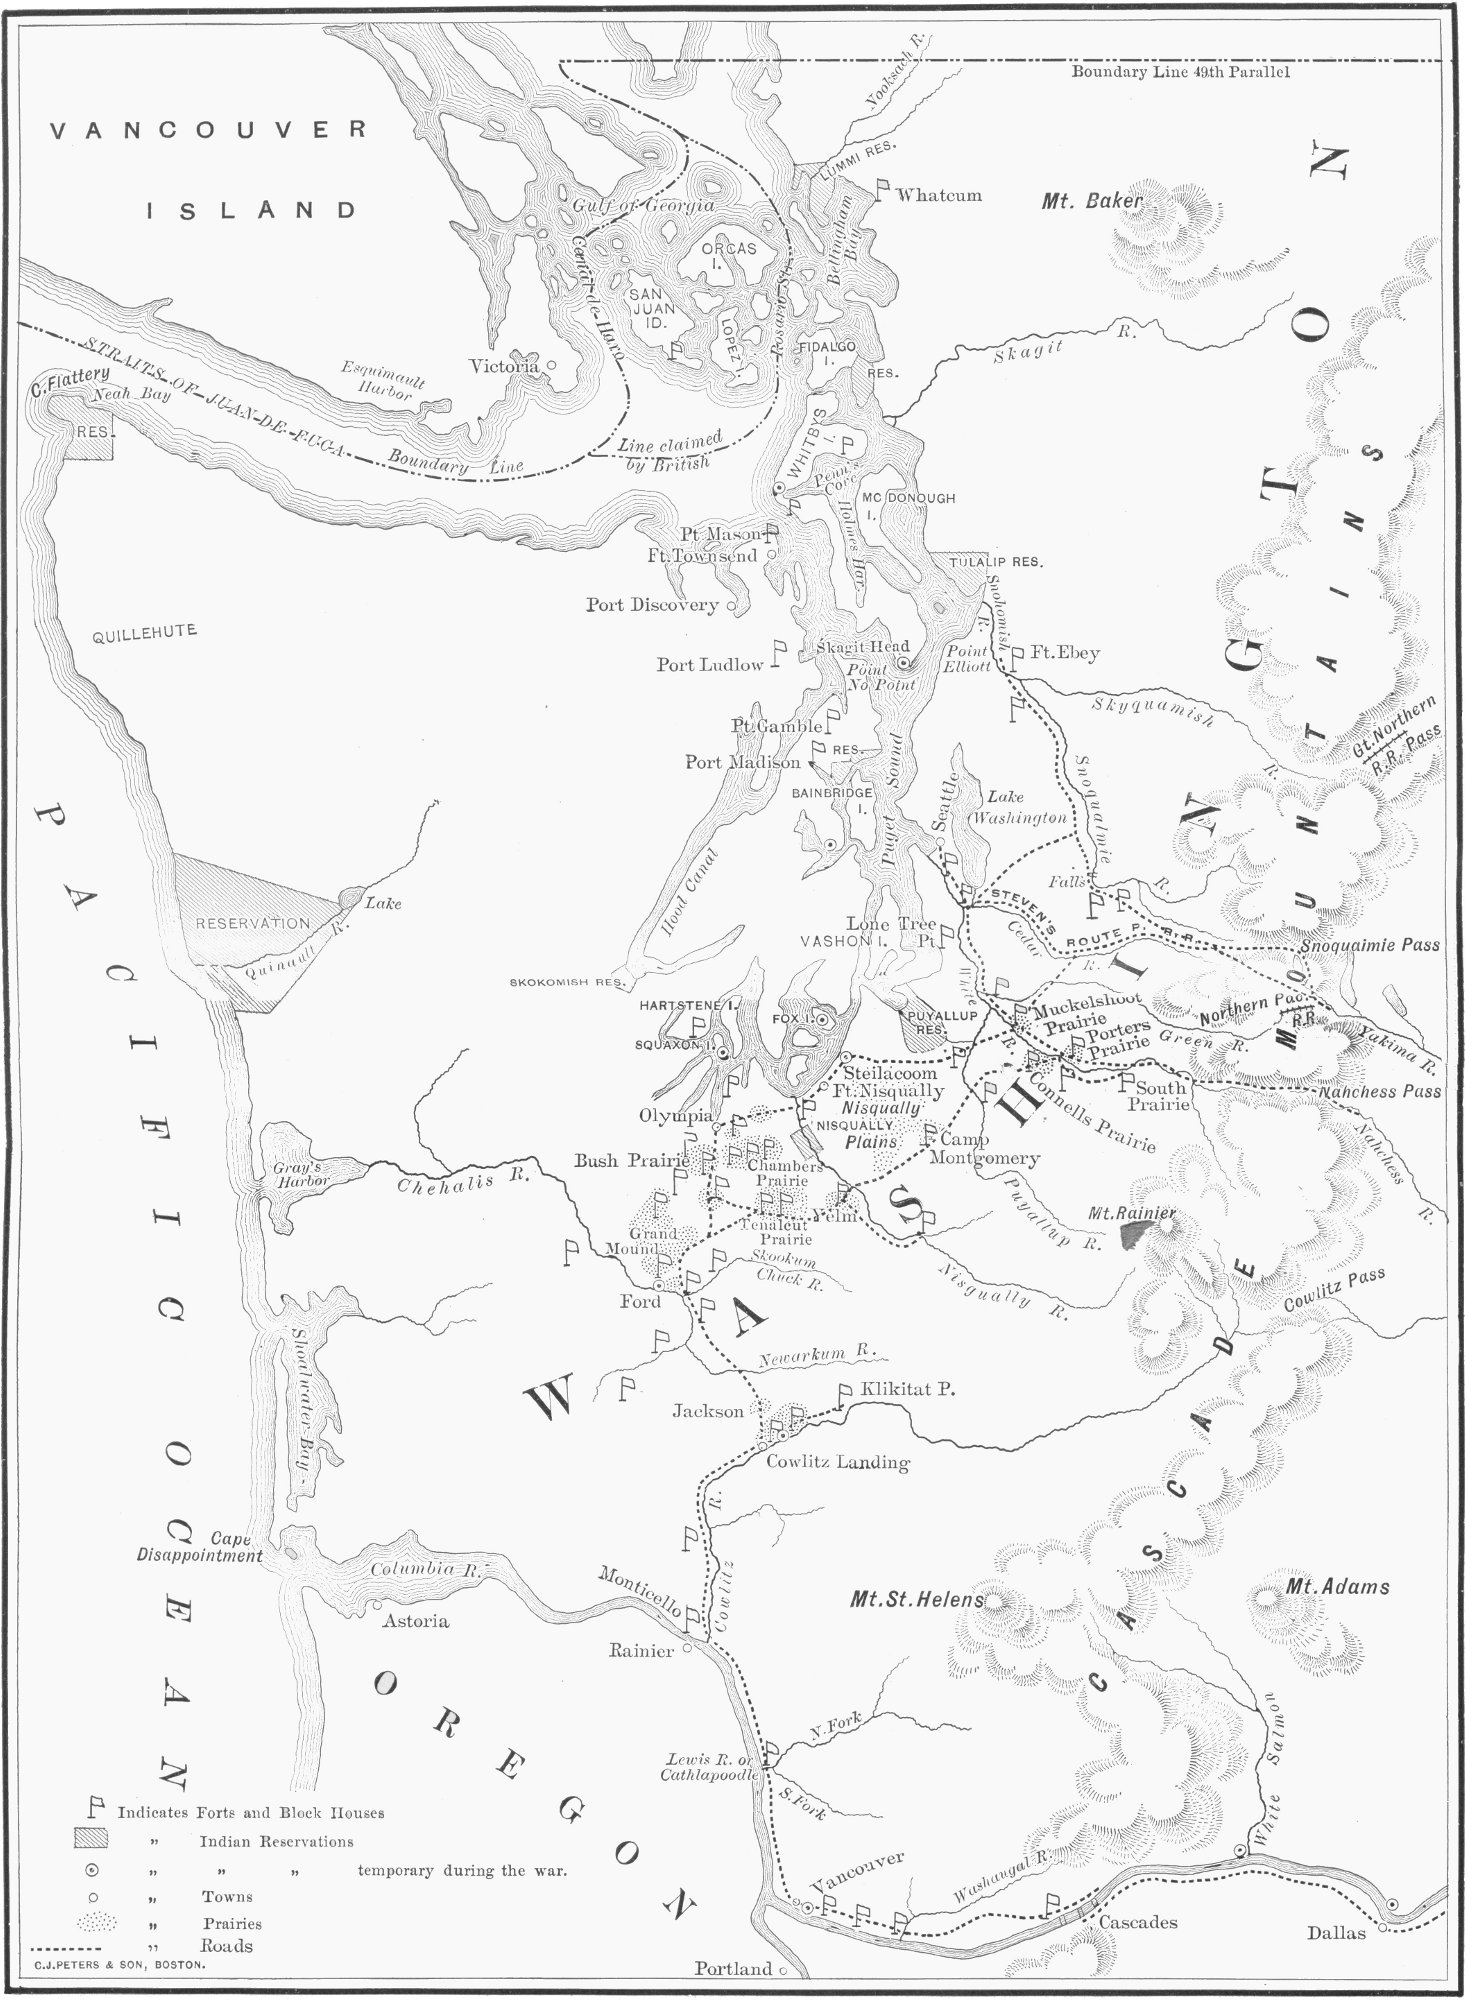 Boundary Line 49th Parallel
Nooksach R.
VANCOUVER
ISLAND
LUMMI RES.
Whatcum
Mt. Baker
Gulf of Georgia
Bellingham
Bay
ORCAS
I.
Canal de Haro
SAN
JUAN
ID.
Rosario St.
LOPEZ I.
FIDALGO
I.
RES.
Skagit R.
STRAITS OF JUAN DE FUCA
C. Flattery
Neah Bay
RES.
Esquimault
Harbor
Victoria
Boundary Line
Line claimed
by British
WHITBYS
I.
Penn's
Cove
Holmes Har.
MC DONOUGH
I.
Pt. Mason
Ft. Townsend
TULALIP RES.
Snohomish
R.
Port Discovery
QUILLEHUTE
Port Ludlow
Skagit Head
Point
No Point
Point
Elliott
Ft. Ebey
Skyquamish
R.
Gt. Northern
R.R. Pass
Pt. Gamble
RES.
Port Madison
BAINBRIDGE
I.
Puget Sound
Seattle
Lake
Washington
Snoqualmie
R.
Falls
Hood Canal
RESERVATION
Lake
Quinault R.
Lone Tree
Pt.
VASHON I.
STEVEN'S
ROUTE P. R.R.
Cedar
R.
Snoquaimie Pass
SKOKOMISH RES.
HARTSTENE I.
SQUAXON I.
FOX I.
PUYALLUP
RES.
White
R.
Muckelshoot
Prairie
Porters
Prairie
Green R.
Northern Pac.
R.R.
Yakima R.
Steilacoom
Ft. Nisqually
Nisqually
NISQUALLY
Plains
Connells Prairie
South
Prairie
Nahchess Pass
Nahchess
R.
Olympia
Bush Prairie
Chambers
Prairie
Camp
Montgomery
Gray's
Harbor
Chehalis R.
Tenalcut
Prairie
Yelm
Puyallup
R.
Mt. Rainier
Grand
Mound
Skookum
Chuck R.
Nisqually
R.
Ford
Cowlitz Pass
Shoalwater Bay
Newarkum R.
Jackson
Klikitat P.
Cowlitz Landing
Cowlitz
R.
Cape
Disappointment
Columbia R.
Astoria
Monticello
Rainier
Mt. St. Helens
Mt. Adams
N. Fork
Lewis R. or
Cathlapoodle
S. Fork
White Salmon
Vancouver
Washaugal R.
Cascades
Dallas
Portland
PACIFIC OCEAN
WASHINGTON
CASCADE MOUNTAINS
OREGON
Indicates Forts and Block Houses
„ Indian Reservations
„ „ „ temporary during the war.
„ Towns
„ Prairies
„ Roads
C.J. PETERS & SON, BOSTON.